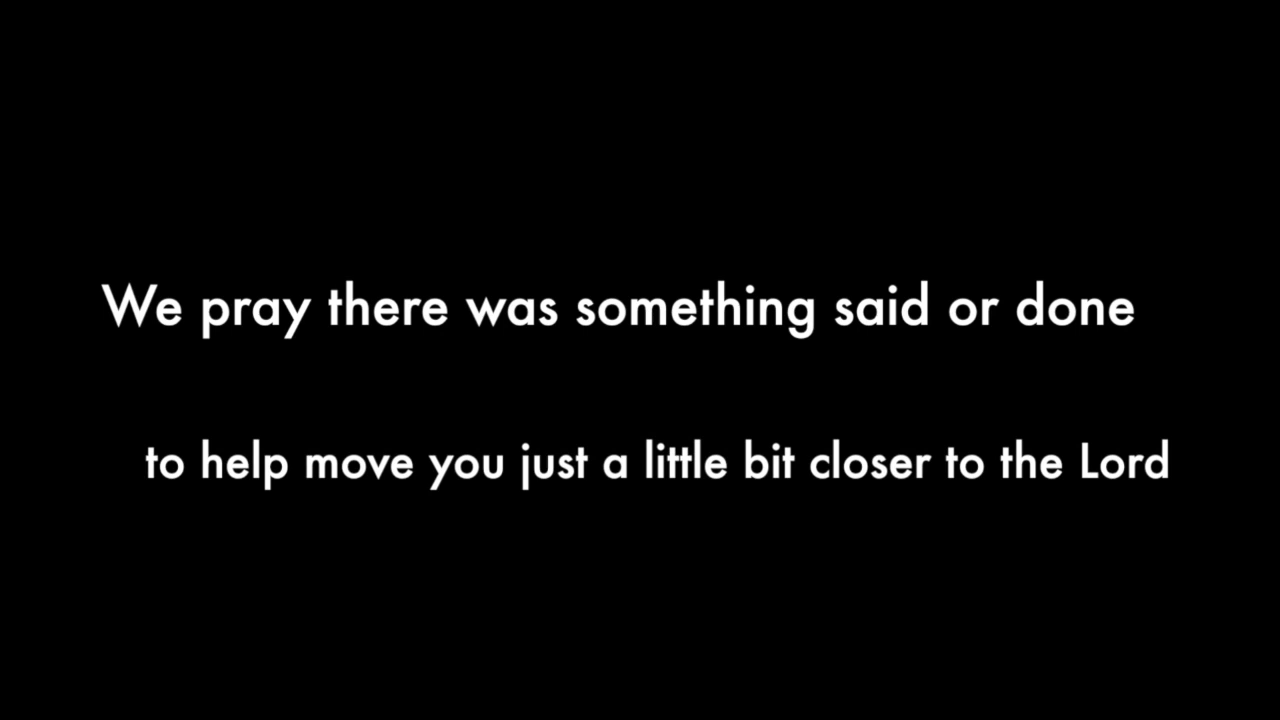 We pray there was something said or done
to help move you just a little bit closer to the Lord